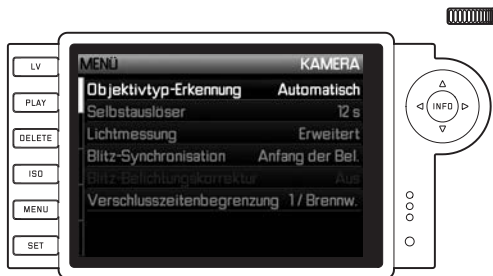 LV
PLAY
DELETE
ISO
MENU
SET
MENÜ KAMERA
Objektivtyp-Erkennung Automatisch
Selbstauslöser 12 s
Lichtmessung Erweitert
Blitz-Synchronisation Anfang der Bel.
Blitz-Belichtungskorrektur Aus
Verschlusszeitenbegrenzung 1/ Brennw.
INFO